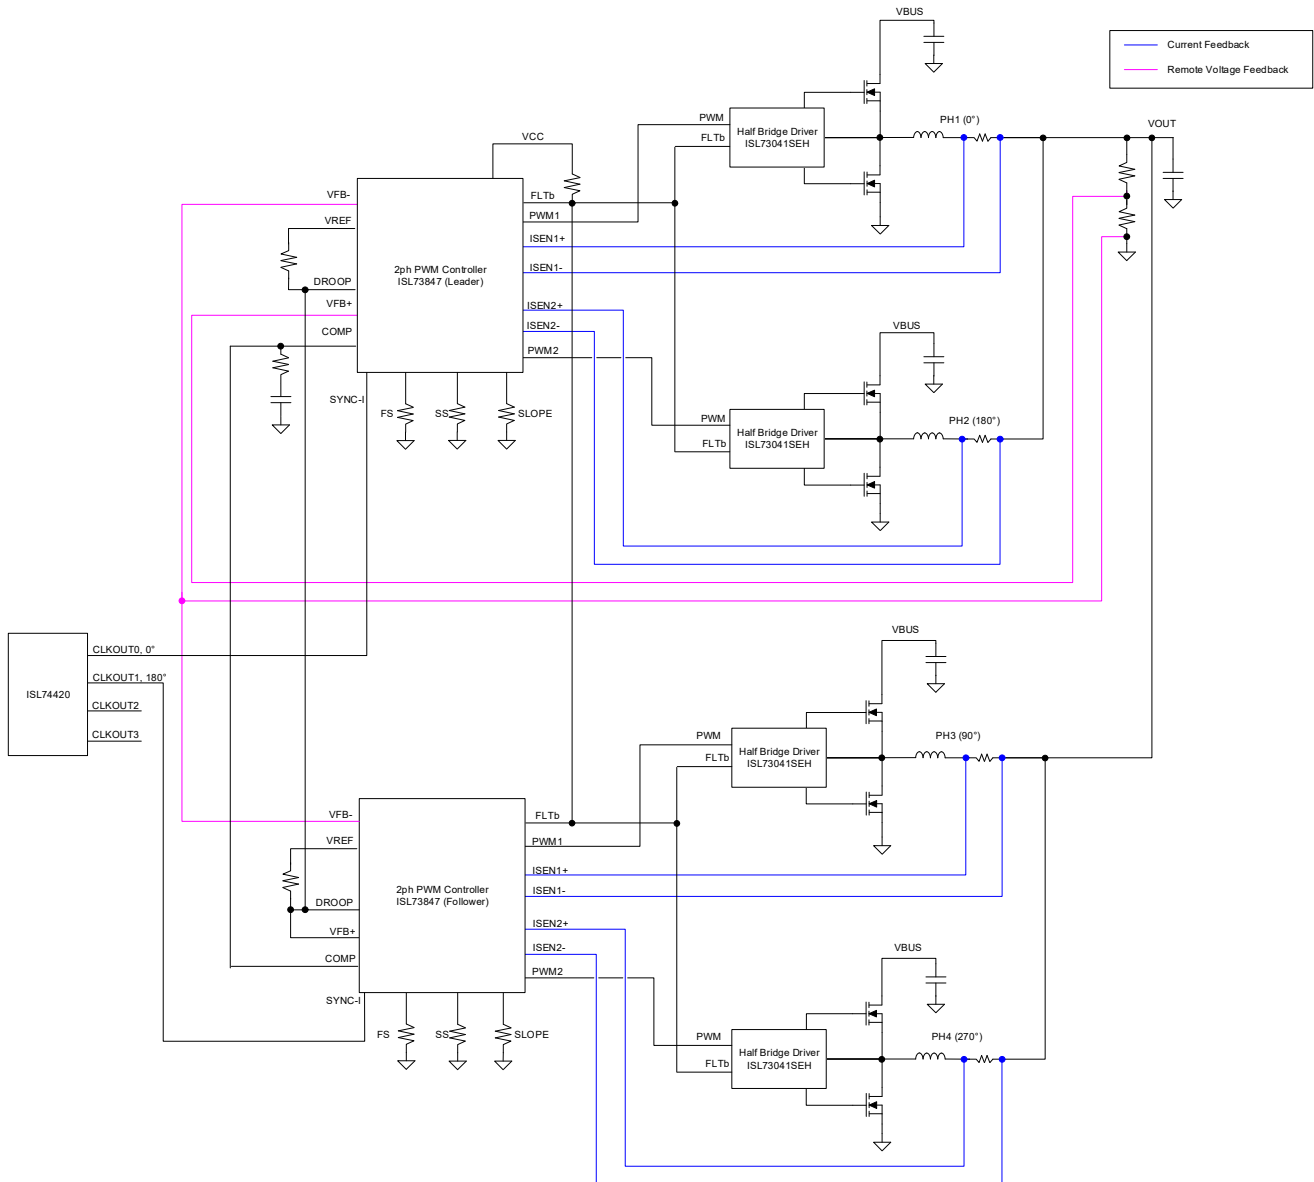 VBUS
Current Feedback
Remote Voltage Feedback
PWM
FLTb
Half Bridge Driver
ISL73041SEH
PH1 (0°)
VOUT
VCC
VFB-
VREF
DROOP
VFB+
COMP
SYNC-I
2ph PWM Controller
ISL73847 (Leader)
FLTb
PWM1
ISEN1+
ISEN1-
ISEN2+
ISEN2-
PWM2
FS
SS
SLOPE
VBUS
PWM
FLTb
Half Bridge Driver
ISL73041SEH
PH2 (180°)
ISL74420
CLKOUT0, 0°
CLKOUT1, 180°
CLKOUT2
CLKOUT3
VBUS
PWM
FLTb
Half Bridge Driver
ISL73041SEH
PH3 (90°)
VFB-
VREF
DROOP
VFB+
COMP
SYNC-I
2ph PWM Controller
ISL73847 (Follower)
FLTb
PWM1
ISEN1+
ISEN1-
ISEN2+
ISEN2-
PWM2
FS
SS
SLOPE
VBUS
PWM
FLTb
Half Bridge Driver
ISL73041SEH
PH4 (270°)